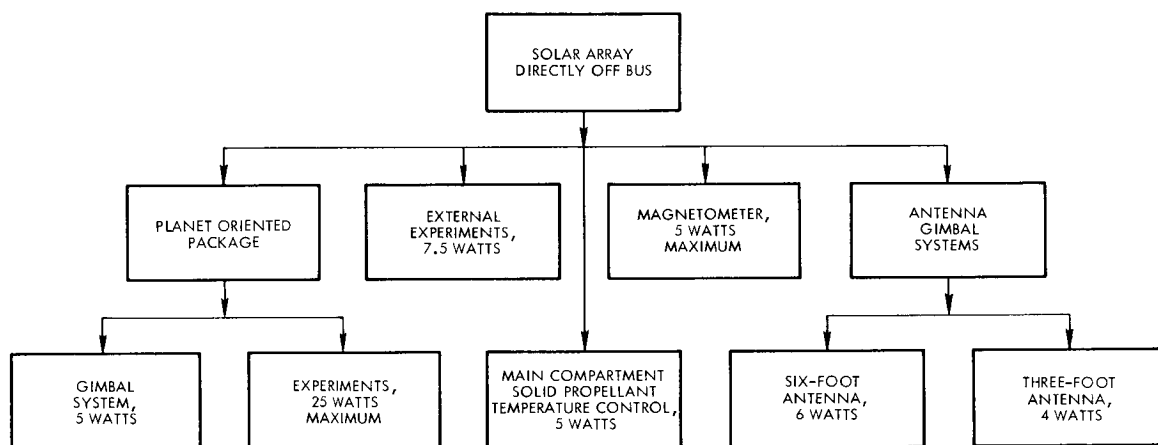 SOLAR ARRAY
DIRECTLY OFF BUS
PLANET ORIENTED
PACKAGE
EXTERNAL
EXPERIMENTS,
7.5 WATTS
MAGNETOMETER,
5 WATTS
MAXIMUM
ANTENNA
GIMBAL
SYSTEMS
GIMBAL
SYSTEM,
5 WATTS
EXPERIMENTS,
25 WATTS
MAXIMUM
MAIN COMPARTMENT
SOLID PROPELLANT
TEMPERATURE CONTROL,
5 WATTS
SIX-FOOT
ANTENNA,
6 WATTS
THREE-FOOT
ANTENNA,
4 WATTS